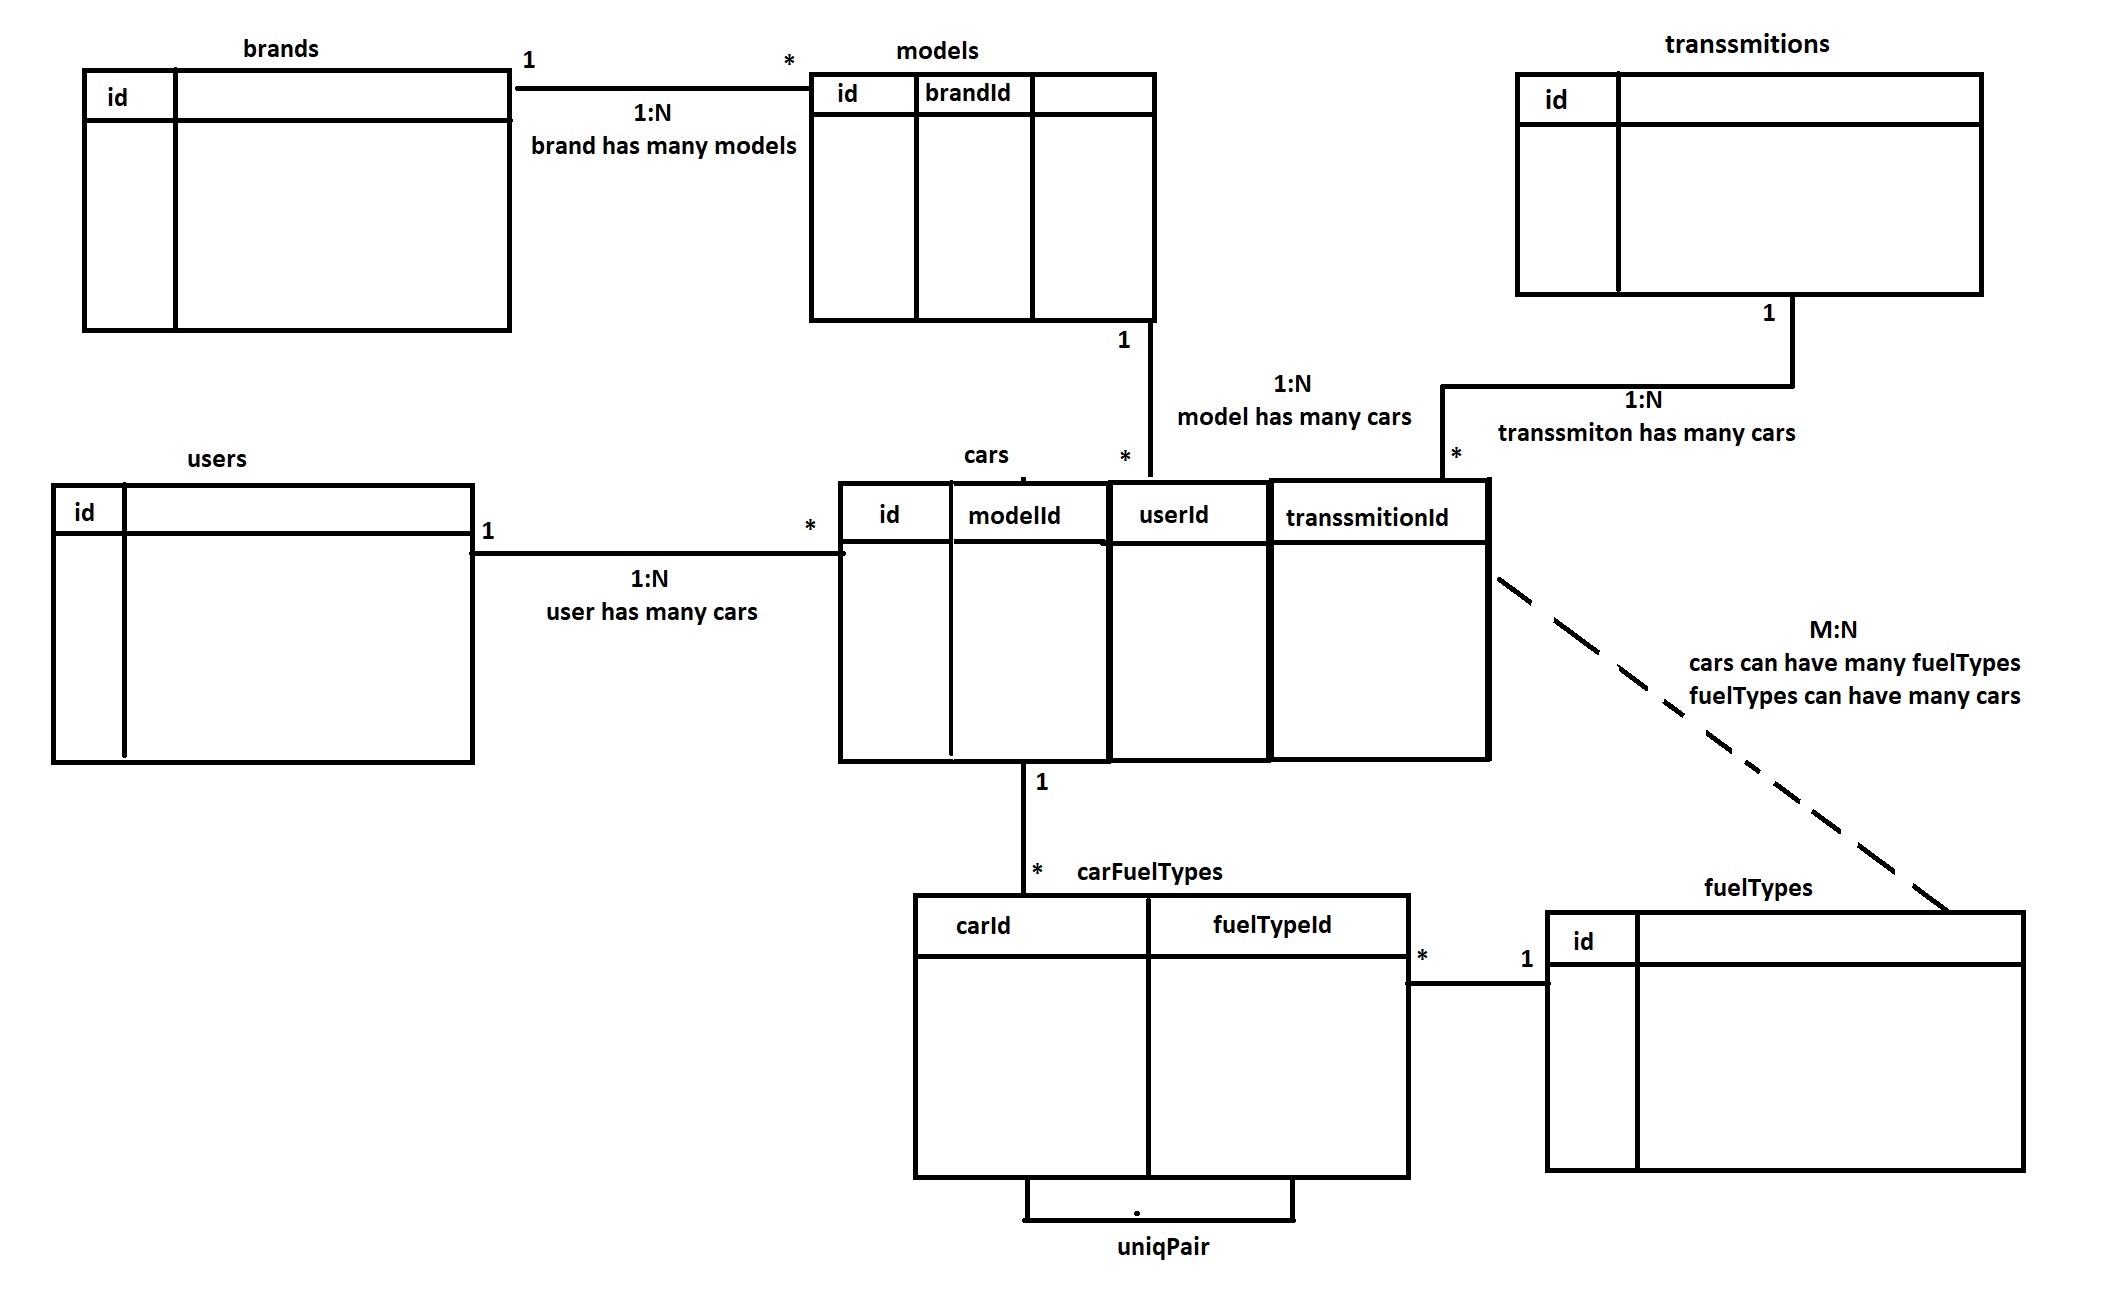 brands
id
1
*
1:N
brand has many models
models
id
brandId
transsmitions
id
1
1:N
model has many cars
*
1
1:N
transsmiton has many cars
*
users
id
1
*
1:N
user has many cars
cars
id
modelId
userId
transsmitionId
M:N
cars can have many fuelTypes
fuelTypes can have many cars
1
*
carFuelTypes
carId
fuelTypeId
*
1
fuelTypes
id
uniqPair